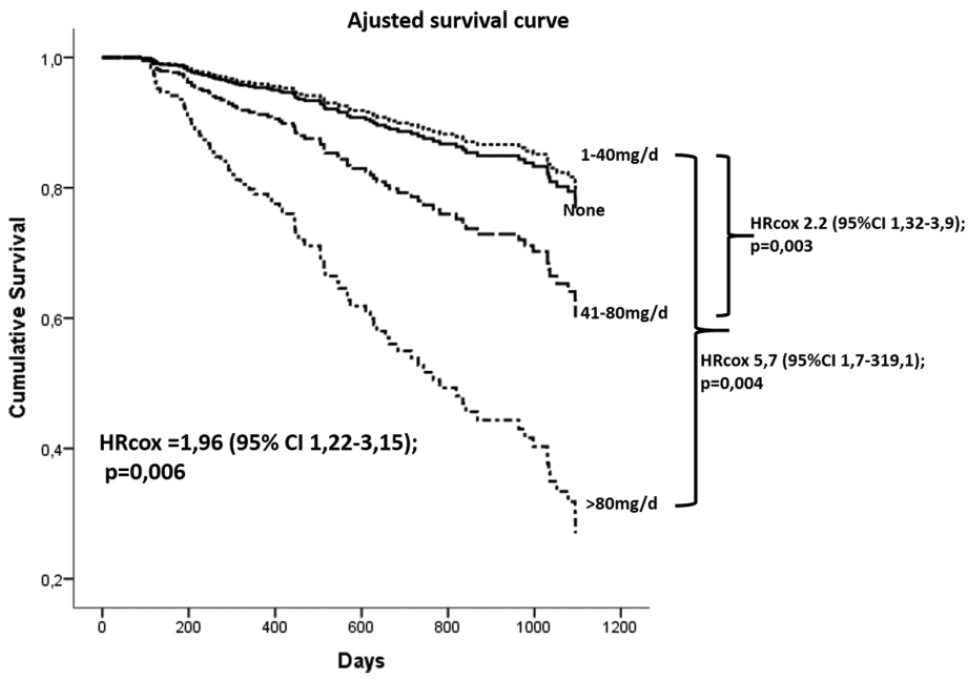 Ajusted survival curve
Cumulative Survival
1,0
0,8
0,6
0,4
0,2
1-40mg/d
None
41-80mg/d
>80mg/d
HRcox 2.2 (95%CI 1,32-3,9);
p=0,003
HRcox 5,7 (95%CI 1,7-319,1);
p=0,004
HRcox =1,96 (95% CI 1,22-3,15);
p=0,006
0
200
400
600
800
1000
1200
Days